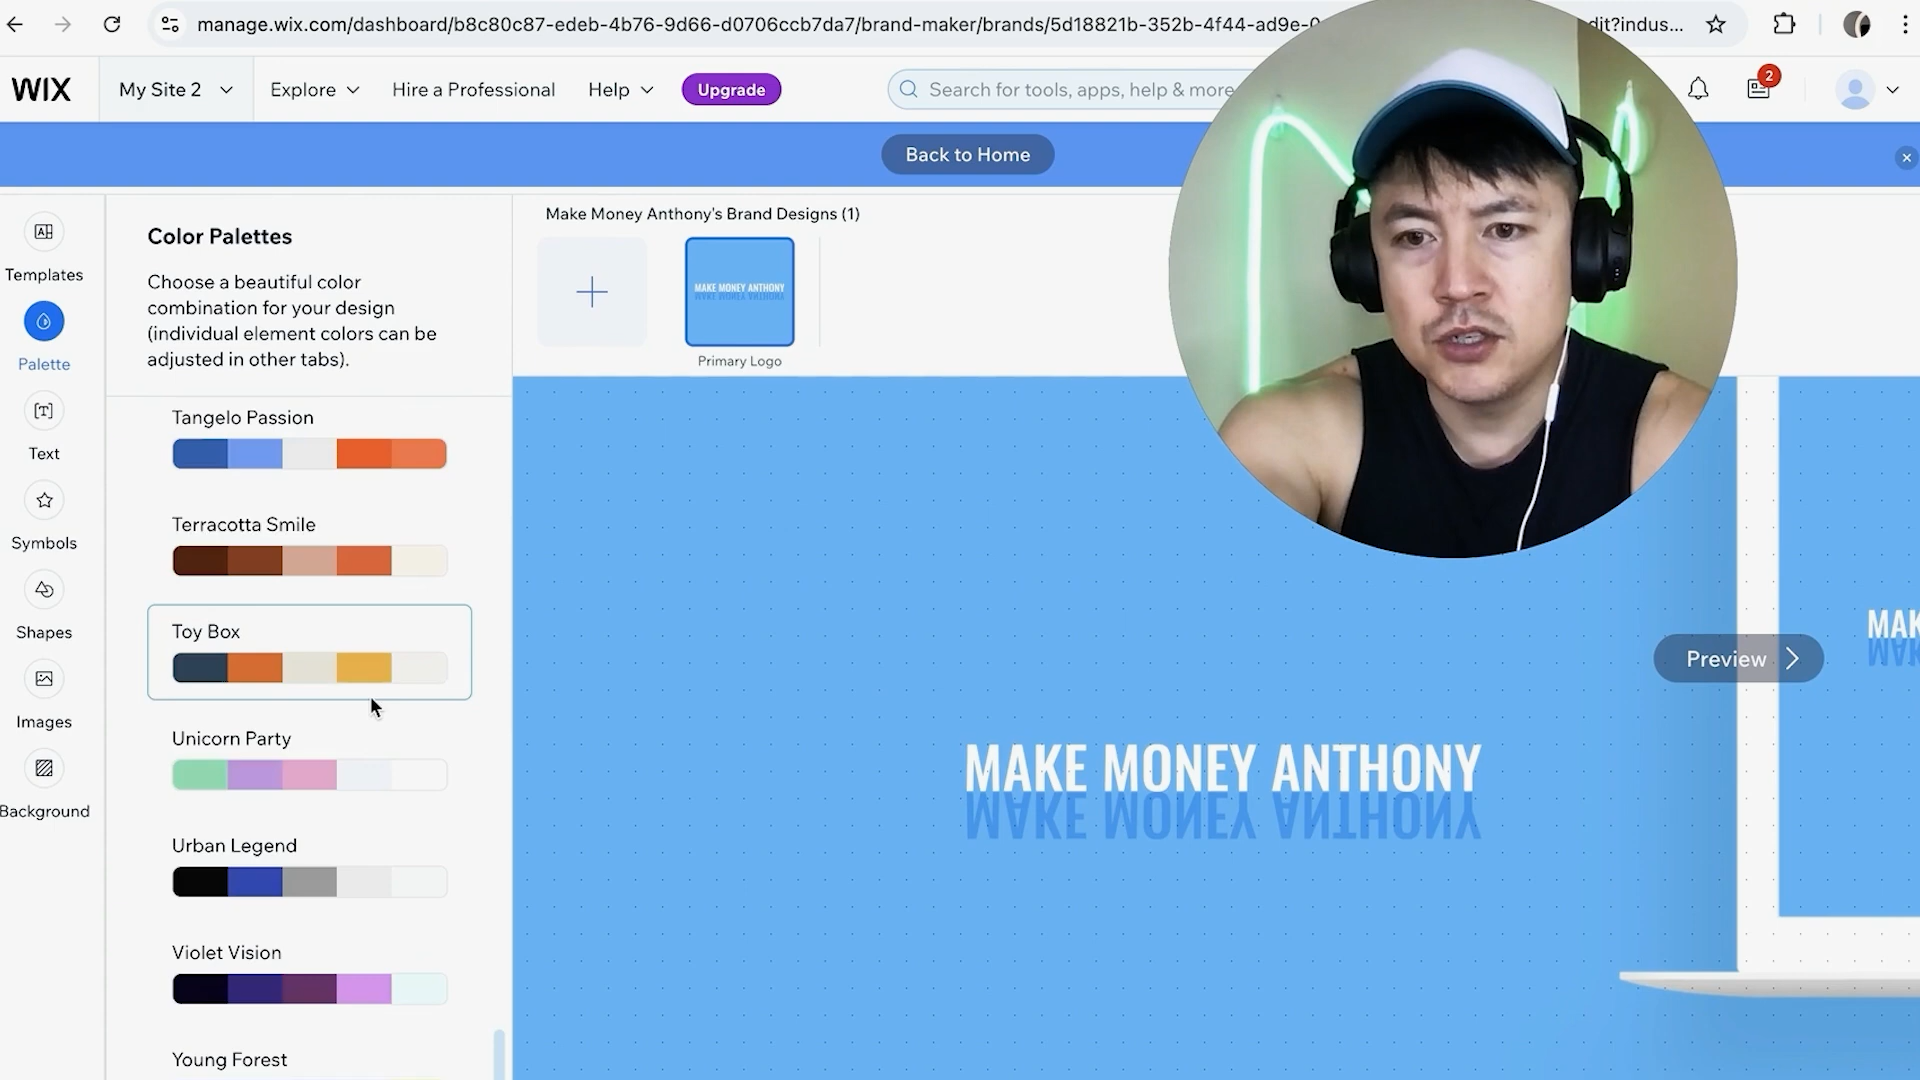 manage.wix.com/dashboard/b8c80c87-edeb-4b76-9d66-d0706ccb7da7/brand-maker/brands/5d18821b-352b-4f44-ad9e-
dit?indus...
WIX
My Site 2
Explore
Hire a Professional
Help
Upgrade
Search for tools, apps, help & more
2
Back to Home
Templates
Palette
Text
Symbols
Shapes
Images
Background
Color Palettes
Choose a beautiful color
combination for your design
(individual element colors can be
adjusted in other tabs).
Tangelo Passion
Terracotta Smile
Toy Box
Unicorn Party
Urban Legend
Violet Vision
Young Forest
Make Money Anthony's Brand Designs (1)
MAKE MONEY ANTHONY
Primary Logo
MAKE MONEY ANTHONY
MAKE MONEY ANTHONY
Preview
MAK